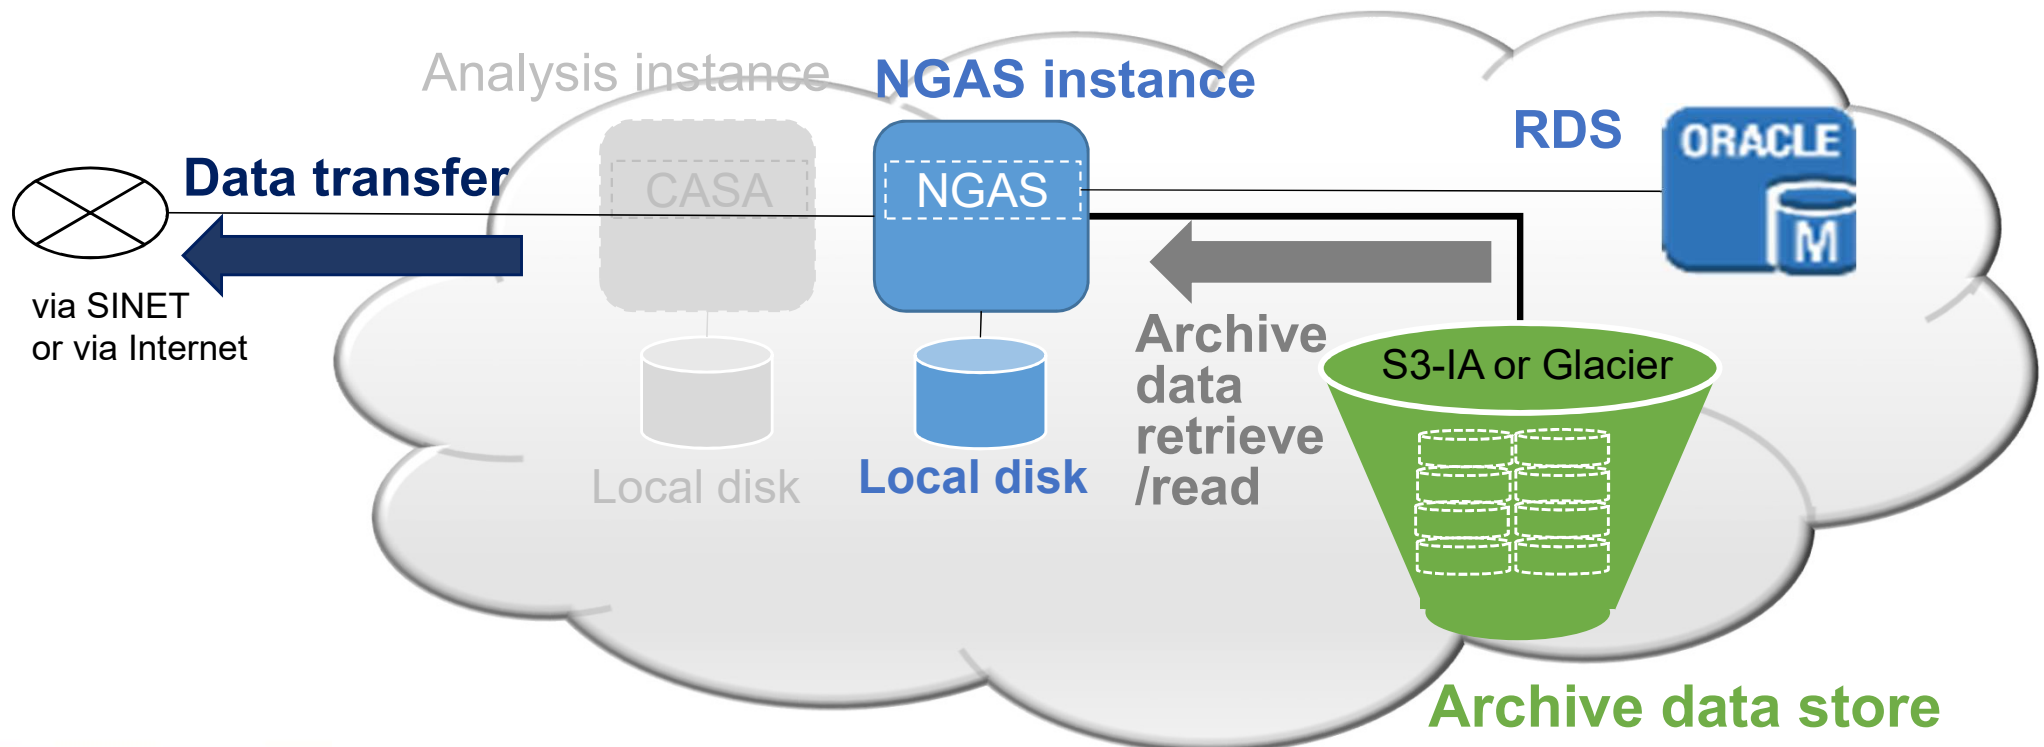 Analysis instance
NGAS instance
RDS
ORACLE
M
Data transfer
CASA
NGAS
via SINET
or via Internet
Archive
data
retrieve
/read
S3-IA or Glacier
Local disk
Local disk
Archive data store